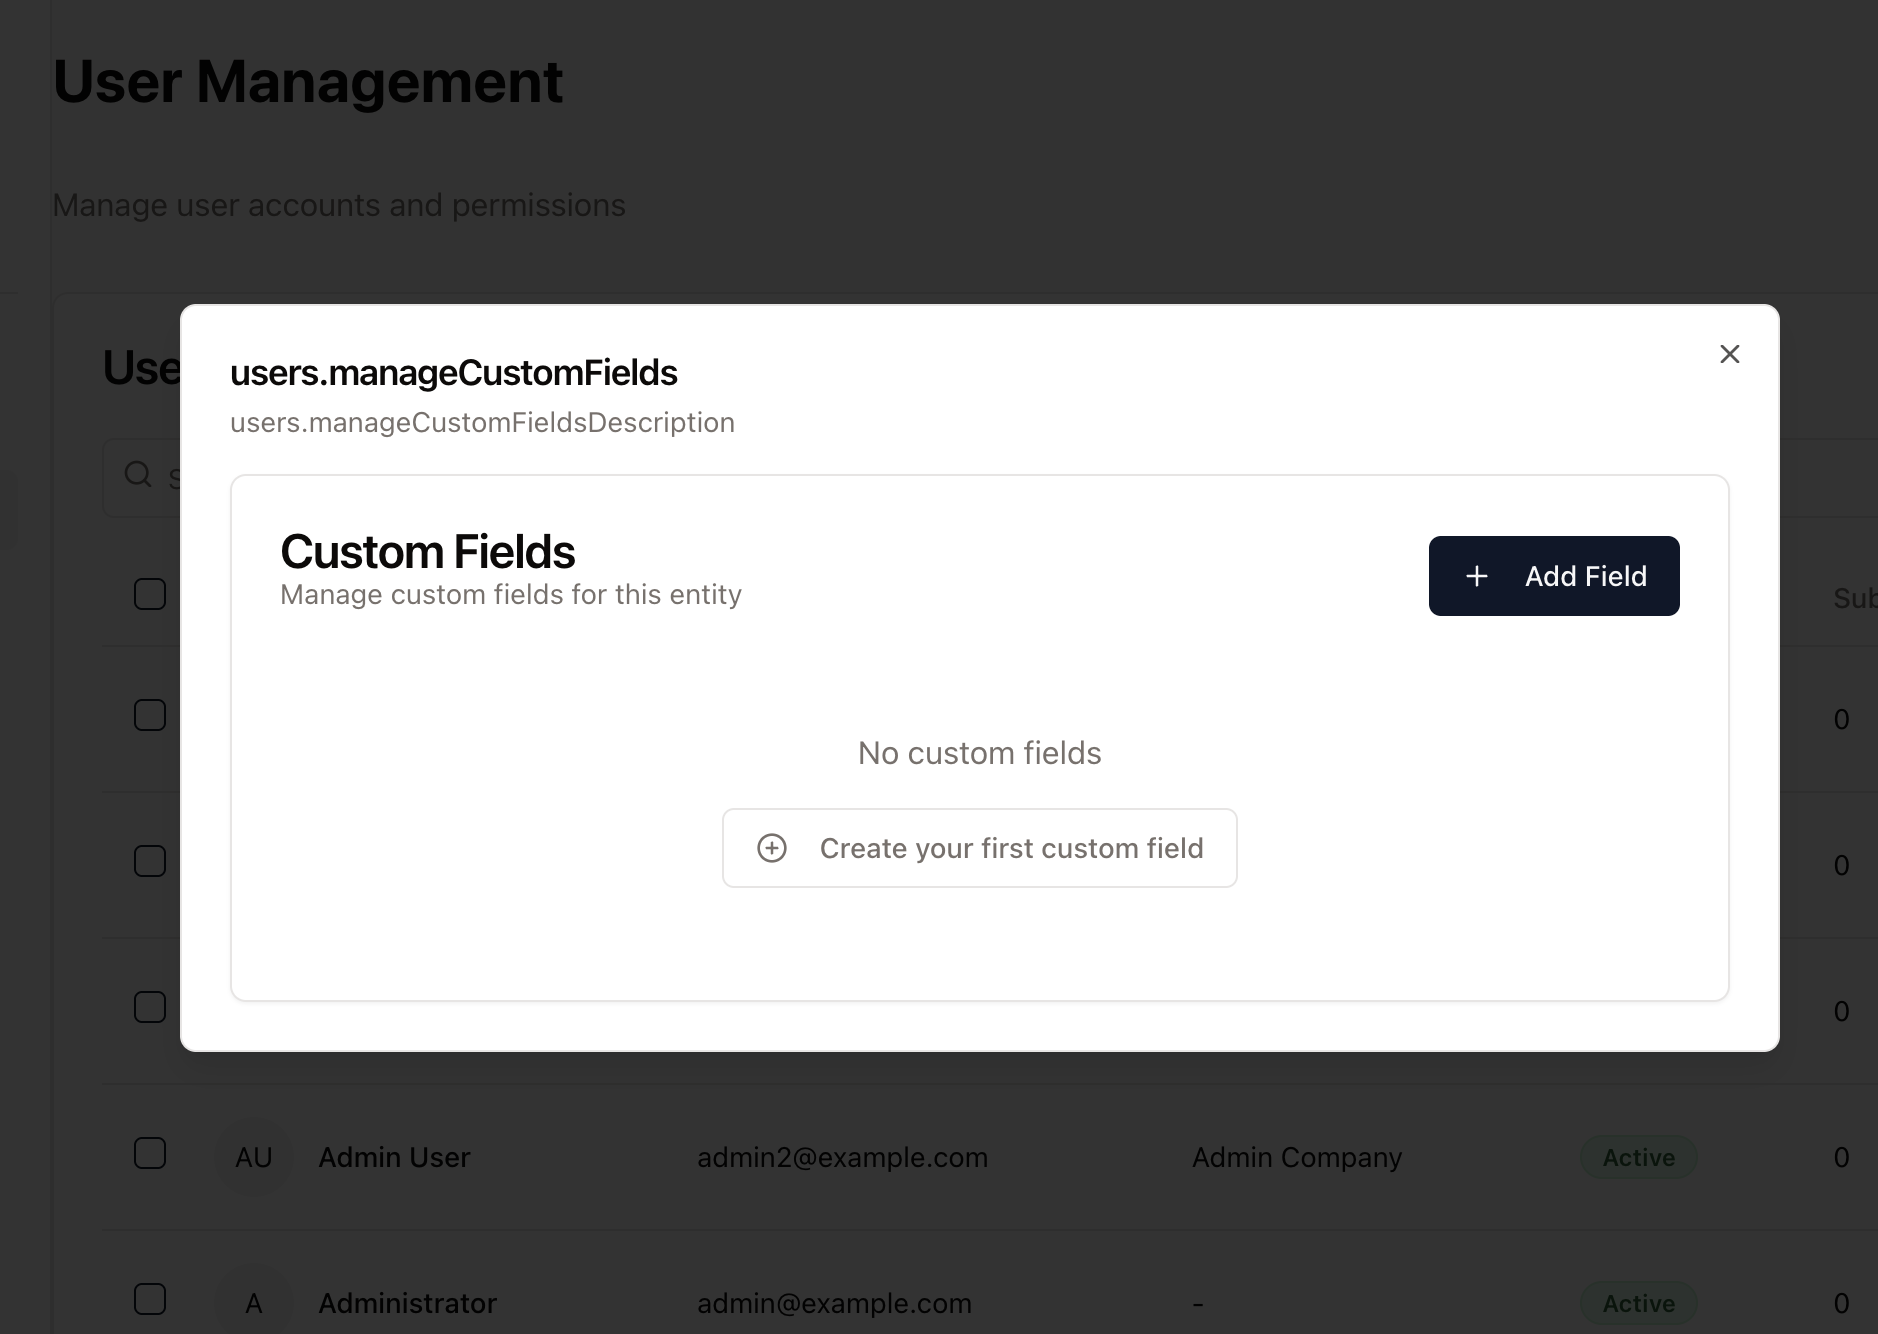 User Management
Manage user accounts and permissions
users.manageCustomFields
users.manageCustomFieldsDescription
Custom Fields
Manage custom fields for this entity
Add Field
No custom fields
Create your first custom field
0
0
0
AU Admin User admin2@example.com Admin Company Active 0
A Administrator admin@example.com - Active 0